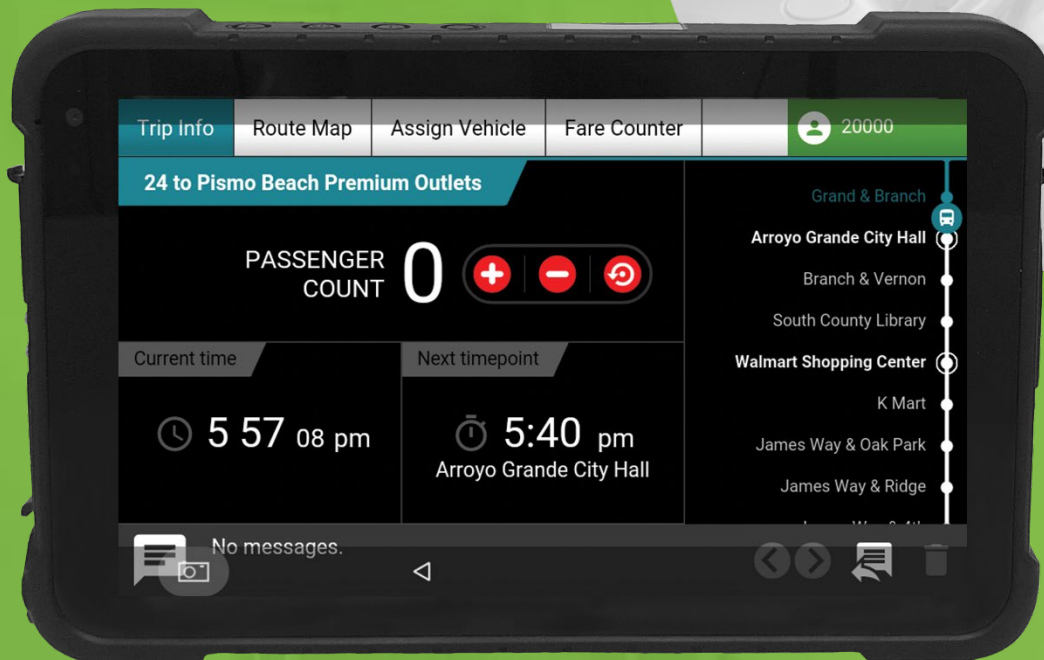 Trip Info
Route Map
Assign Vehicle
Fare Counter
20000
24 to Pismo Beach Premium Outlets
PASSENGER
COUNT
0
Current time
5 57 08 pm
Next timepoint
5:40 pm
Arroyo Grande City Hall
Grand & Branch
Arroyo Grande City Hall
Branch & Vernon
South County Library
Walmart Shopping Center
K Mart
James Way & Oak Park
James Way & Ridge
No messages.